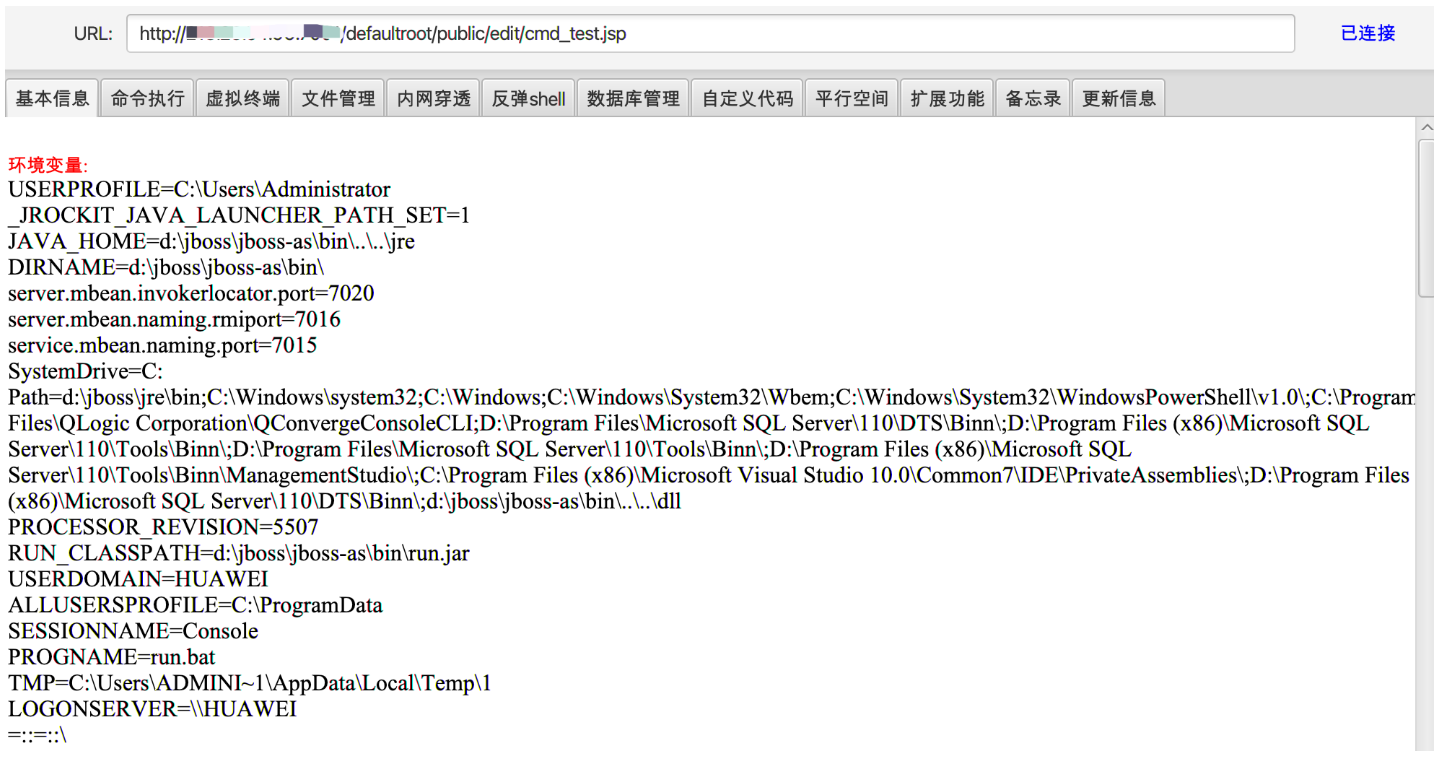 URL: http:// /defaultroot/public/edit/cmd_test.jsp 已连接
基本信息 命令执行 虚拟终端 文件管理 内网穿透 反弹shell 数据库管理 自定义代码 平行空间 扩展功能 备忘录 更新信息
环境变量:
USERPROFILE=C:\Users\Administrator
_JROCKIT_JAVA_LAUNCHER_PATH_SET=1
JAVA_HOME=d:\jboss\jboss-as\bin\..\..\jre
DIRNAME=d:\jboss\jboss-as\bin\
server.mbean.invokerlocator.port=7020
server.mbean.naming.rmiport=7016
service.mbean.naming.port=7015
SystemDrive=C:
Path=d:\jboss\jre\bin;C:\Windows\system32;C:\Windows;C:\Windows\System32\Wbem;C:\Windows\System32\WindowsPowerShell\v1.0\;C:\Program
Files\QLogic Corporation\QConvergeConsoleCLI;D:\Program Files\Microsoft SQL Server\110\DTS\Binn\;D:\Program Files (x86)\Microsoft SQL
Server\110\Tools\Binn\;D:\Program Files\Microsoft SQL Server\110\Tools\Binn\;D:\Program Files (x86)\Microsoft SQL
Server\110\Tools\Binn\ManagementStudio\;C:\Program Files (x86)\Microsoft Visual Studio 10.0\Common7\IDE\PrivateAssemblies\;D:\Program Files
(x86)\Microsoft SQL Server\110\DTS\Binn\;d:\jboss\jboss-as\bin\..\..\dll
PROCESSOR_REVISION=5507
RUN_CLASSPATH=d:\jboss\jboss-as\bin\run.jar
USERDOMAIN=HUAWEI
ALLUSERSPROFILE=C:\ProgramData
SESSIONNAME=Console
PROGNAME=run.bat
TMP=C:\Users\ADMINI~1\AppData\Local\Temp\1
LOGONSERVER=\\HUAWEI
=::=::\